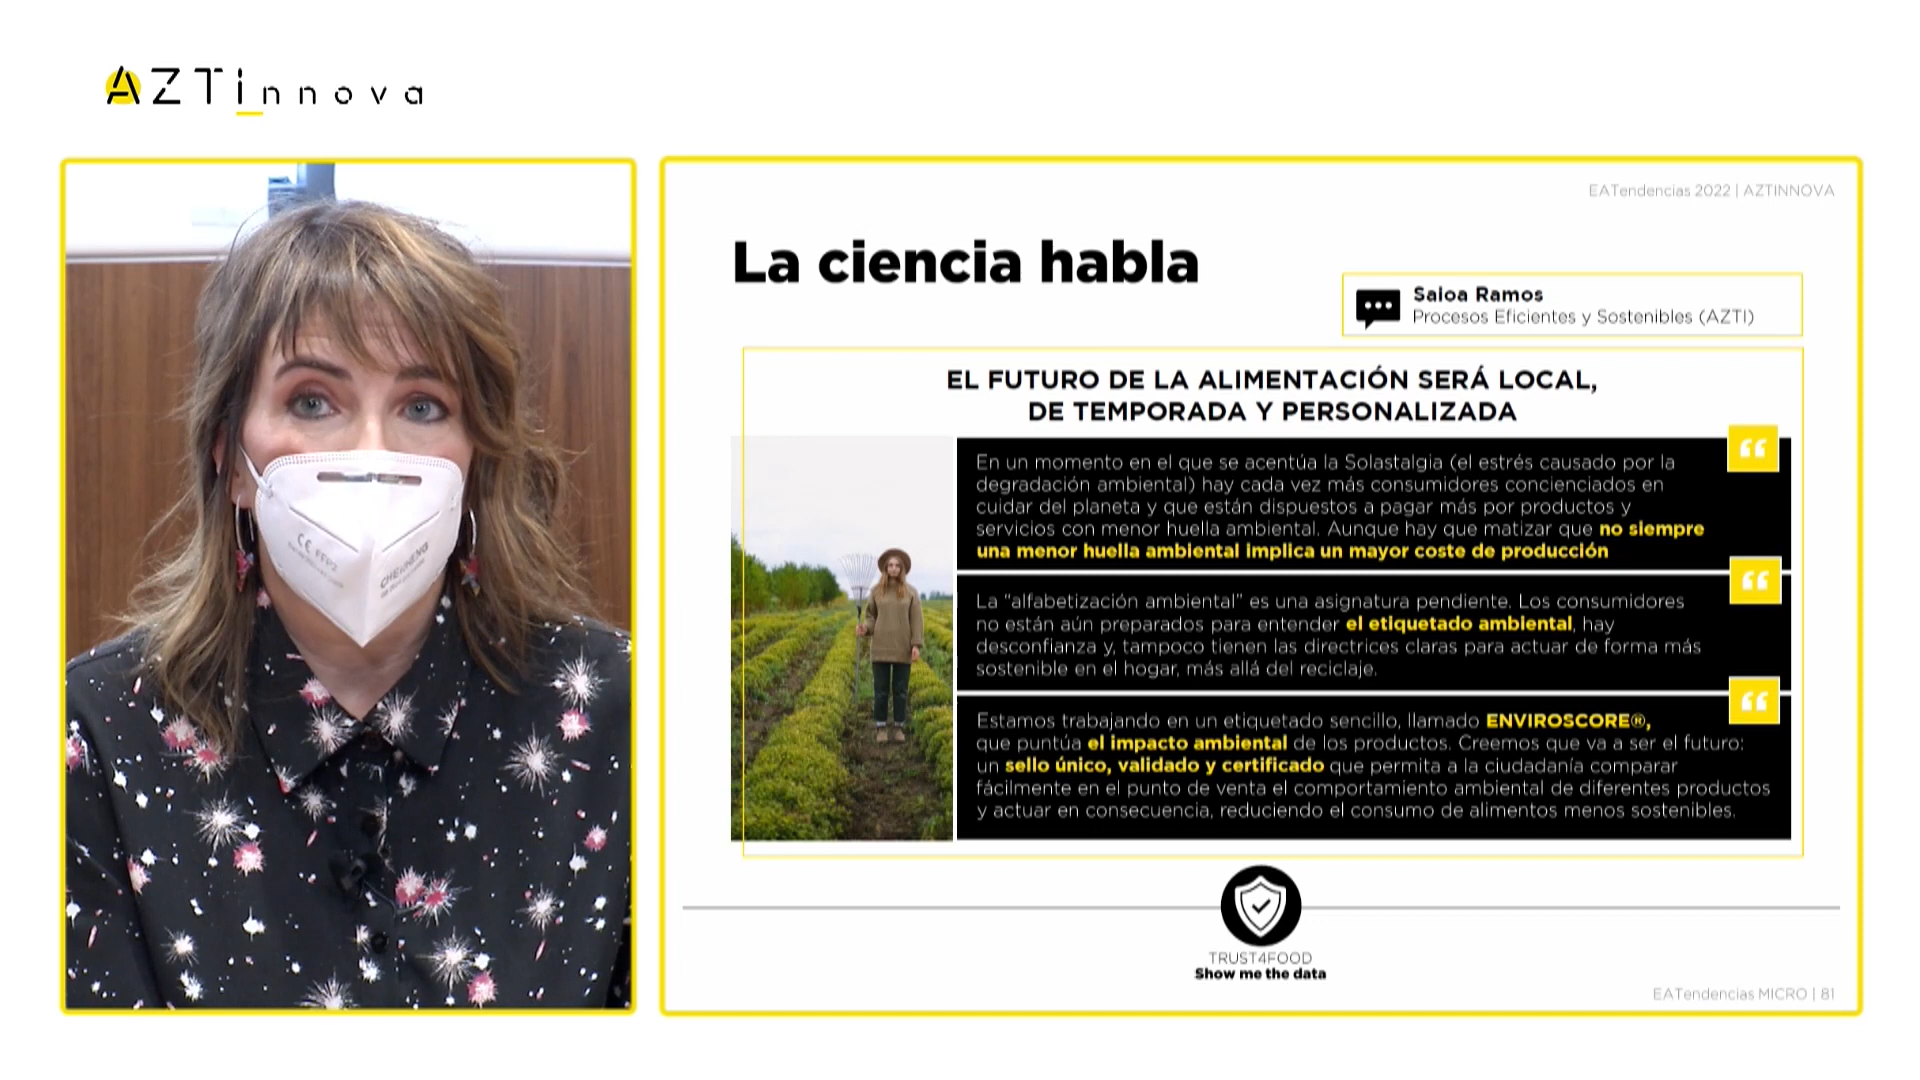 AZTInnova
EATendencias 2022 | AZTINNOVA
La ciencia habla
Saioa Ramos
Procesos Eficientes y Sostenibles (AZTI)
EL FUTURO DE LA ALIMENTACIÓN SERÁ LOCAL,
DE TEMPORADA Y PERSONALIZADA
En un momento en el que se acentúa la Solastalgia (el estrés causado por la
degradación ambiental) hay cada vez más consumidores concienciados en
cuidar del planeta y que están dispuestos a pagar más por productos y
servicios con menor huella ambiental. Aunque hay que matizar que no siempre
una menor huella ambiental implica un mayor coste de producción
La “alfabetización ambiental” es una asignatura pendiente. Los consumidores
no están aún preparados para entender el etiquetado ambiental, hay
desconfianza y, tampoco tienen las directrices claras para actuar de forma más
sostenible en el hogar, más allá del reciclaje.
Estamos trabajando en un etiquetado sencillo, llamado ENVIROSCORE®,
que puntúa el impacto ambiental de los productos. Creemos que va a ser el futuro:
un sello único, validado y certificado que permita a la ciudadanía comparar
fácilmente en el punto de venta el comportamiento ambiental de diferentes productos
y actuar en consecuencia, reduciendo el consumo de alimentos menos sostenibles.
TRUST4FOOD
Show me the data
EATendencias MICRO | 81
CE FFP2